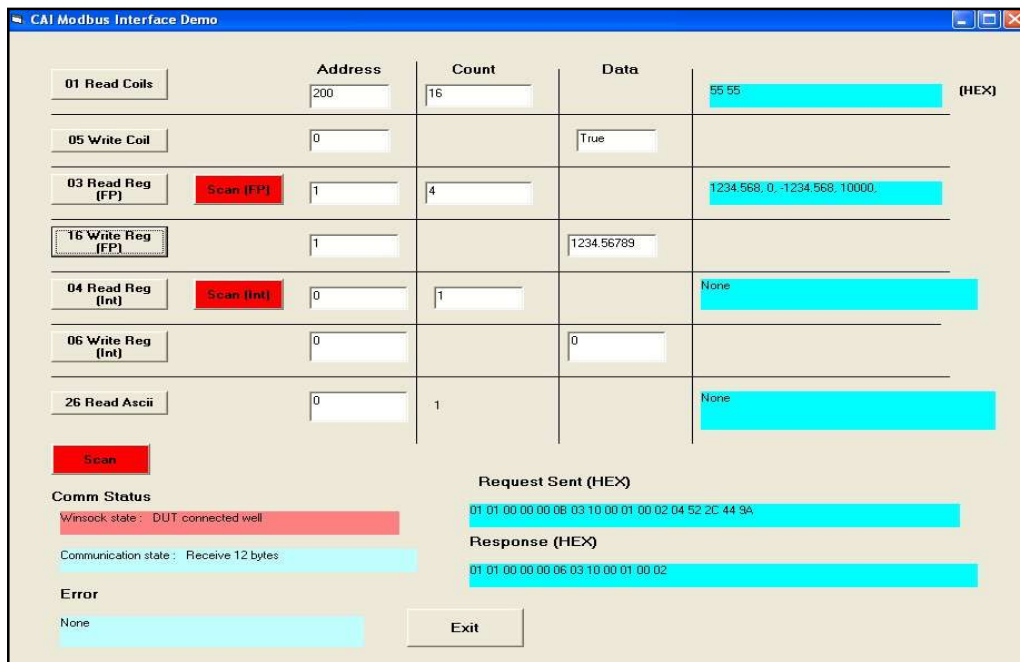 CAI Modbus Interface Demo
Address Count Data
01 Read Coils 200 16 55 55 (HEX)
05 Write Coil 0 True
03 Read Reg
(FP)
Scan (FP) 1 4 1234.568, 0, -1234.568, 10000,
16 Write Reg
(FP)
1 1234.56789
04 Read Reg
(Int)
Scan (Int) 0 1 None
06 Write Reg
(Int)
0 0
26 Read Ascii 0 1 None
Scan
Request Sent (HEX)
Comm Status
01 01 00 00 00 0B 03 10 00 01 00 02 04 52 2C 44 9A
Winsock state : DUT connected well
Response (HEX)
Communication state : Receive 12 bytes
01 01 00 00 00 06 03 10 00 01 00 02
Error
None
Exit